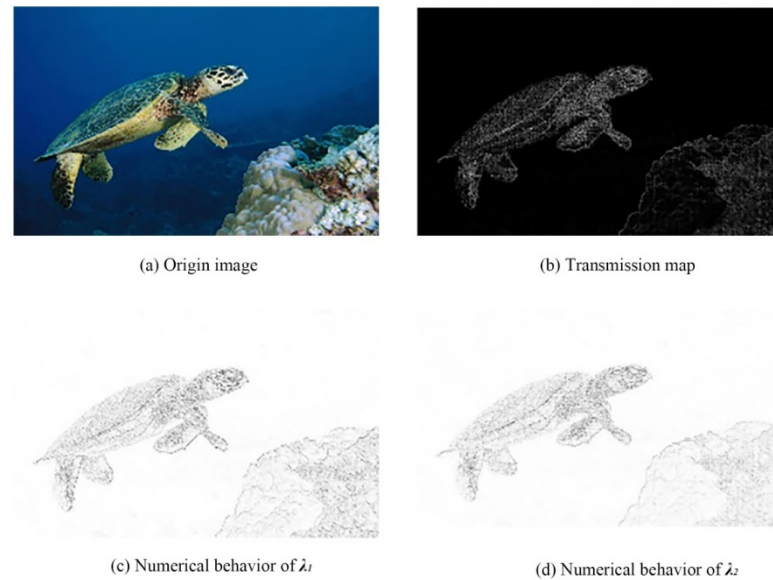 (a) Origin image
(b) Transmission map
(c) Numerical behavior of λ₁
(d) Numerical behavior of λ₂